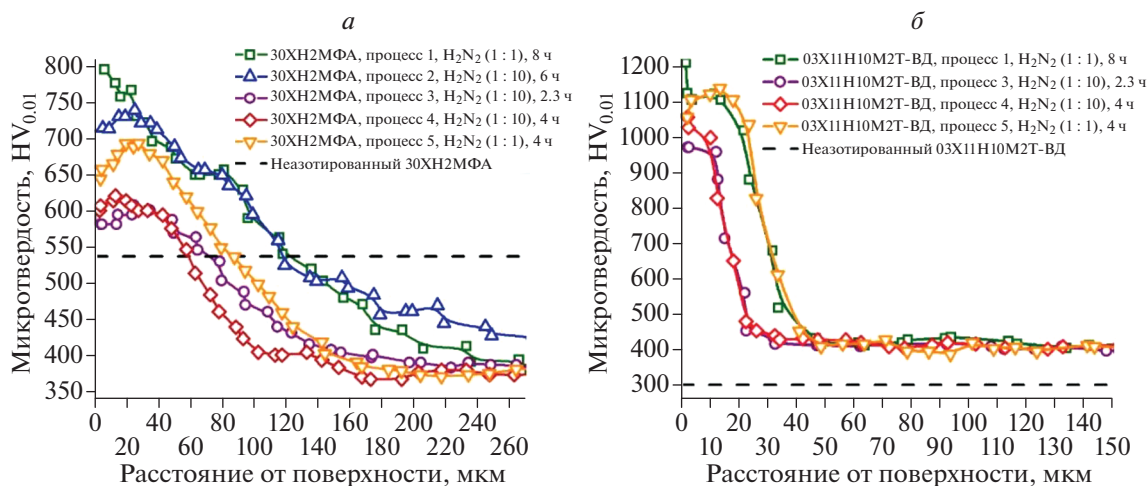 а
30ХН2МФА, процесс 1, H₂N₂ (1 : 1), 8 ч
30ХН2МФА, процесс 2, H₂N₂ (1 : 10), 6 ч
30ХН2МФА, процесс 3, H₂N₂ (1 : 10), 2.3 ч
30ХН2МФА, процесс 4, H₂N₂ (1 : 10), 4 ч
30ХН2МФА, процесс 5, H₂N₂ (1 : 1), 4 ч
Неазотированный 30ХН2МФА
Микротвердость, HV₀.₀₁
800
750
700
650
600
550
500
450
400
350
0 40 80 120 160 200 240
20 60 100 140 180 220 260
Расстояние от поверхности, мкм
б
03Х11Н10М2Т-ВД, процесс 1, H₂N₂ (1 : 1), 8 ч
03Х11Н10М2Т-ВД, процесс 3, H₂N₂ (1 : 10), 2.3 ч
03Х11Н10М2Т-ВД, процесс 4, H₂N₂ (1 : 10), 4 ч
03Х11Н10М2Т-ВД, процесс 5, H₂N₂ (1 : 1), 4 ч
Неазотированный 03Х11Н10М2Т-ВД
Микротвердость, HV₀.₀₁
1200
1100
1000
900
800
700
600
500
400
300
0 20 40 60 80 100 120 140
10 30 50 70 90 110 130 150
Расстояние от поверхности, мкм